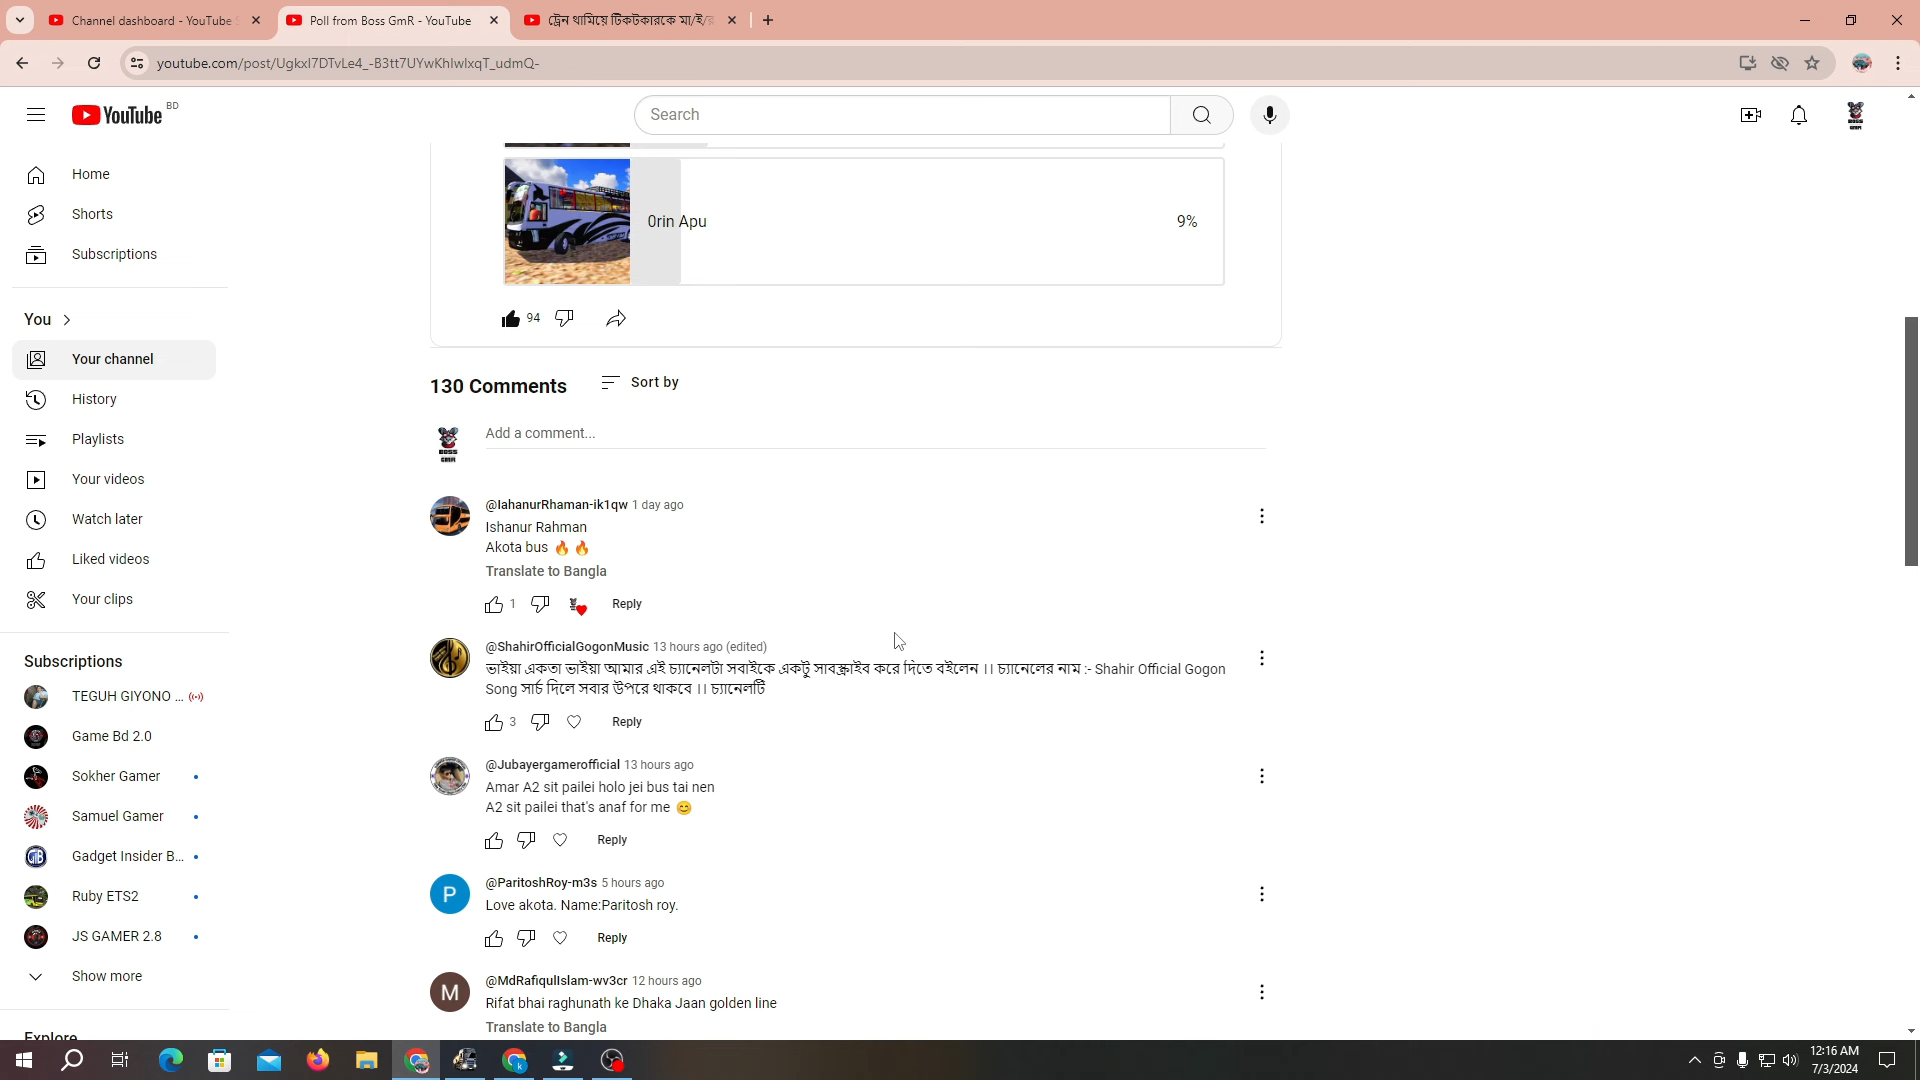 Channel dashboard - YouTube
Poll from Boss GmR - YouTube
ট্রেন থামিয়ে টিকটকারকে মা/ই/র
youtube.com/post/UgkxI7DTvLe4_-B3tt7UYwKhIwIxqT_udmQ-
YouTube BD
Search
Home
Shorts
Subscriptions
You
Your channel
History
Playlists
Your videos
Watch later
Liked videos
Your clips
Subscriptions
TEGUH GIYONO ...
Game Bd 2.0
Sokher Gamer
Samuel Gamer
Gadget Insider B...
Ruby ETS2
JS GAMER 2.8
Show more
Explore
0rin Apu 9%
94
130 Comments Sort by
Add a comment...
@IahanurRhaman-ik1qw 1 day ago
Ishanur Rahman
Akota bus 🔥 🔥
Translate to Bangla
1 Reply
@ShahirOfficialGogonMusic 13 hours ago (edited)
ভাইয়া একতা ভাইয়া আমার এই চ্যানেলটা সবাইকে একটু সাবস্ক্রাইব করে দিতে বইলেন ।। চ্যানেলের নাম :- Shahir Official Gogon
Song সার্চ দিলে সবার উপরে থাকবে ।। চ্যানেলটি
3 Reply
@Jubayergamerofficial 13 hours ago
Amar A2 sit pailei holo jei bus tai nen
A2 sit pailei that's anaf for me 😊
Reply
@ParitoshRoy-m3s 5 hours ago
Love akota. Name:Paritosh roy.
Reply
@MdRafiqulIslam-wv3cr 12 hours ago
Rifat bhai raghunath ke Dhaka Jaan golden line
Translate to Bangla
12:16 AM
7/3/2024